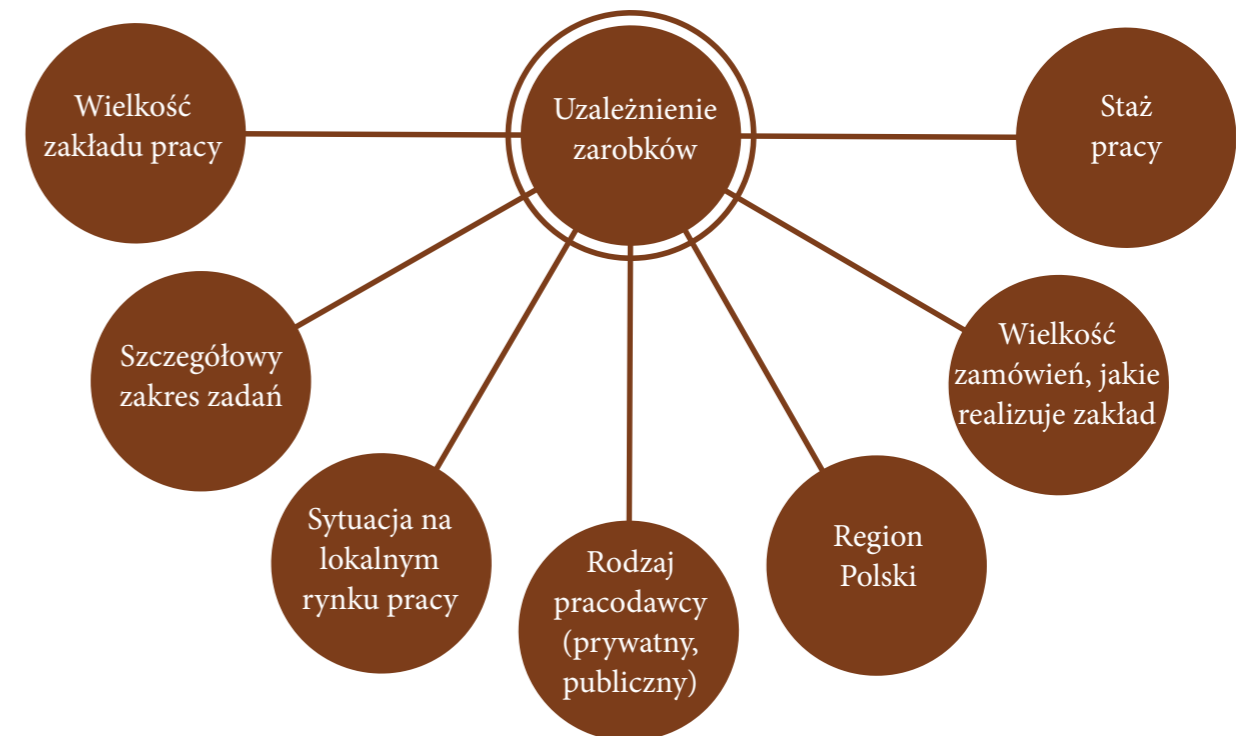 Wielkość
zakładu pracy
Uzależnienie
zarobków
Staż
pracy
Szczegółowy
zakres zadań
Wielkość
zamówień, jakie
realizuje zakład
Sytuacja na
lokalnym
rynku pracy
Rodzaj
pracodawcy
(prywatny,
publiczny)
Region
Polski